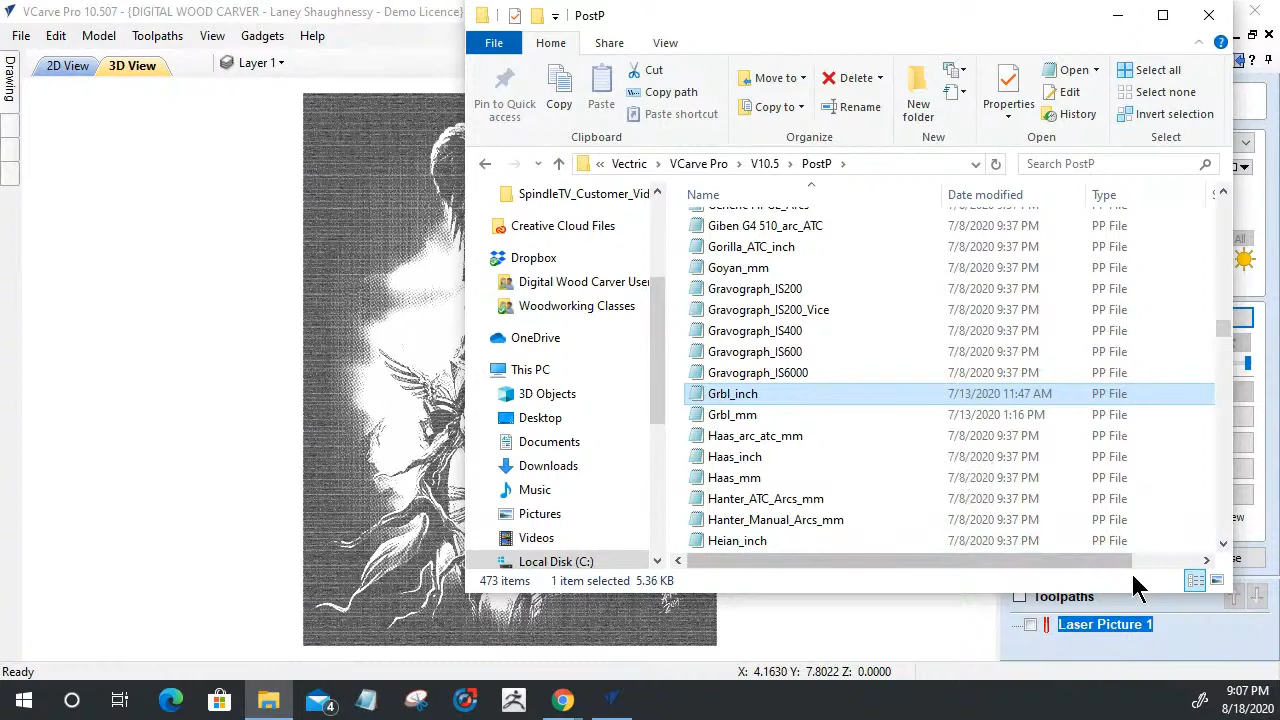 VCarve Pro 10.507 - {DIGITAL WOOD CARVER - Laney Shaughnessy - Demo Licence}
PostP
File Edit Model Toolpaths View Gadgets Help
File Home Share View
Drawing
2D View 3D View Layer 1
Pin to Quick access
Copy
Paste
Cut
Copy path
Paste shortcut
Move to
Copy to
Delete
Rename
New folder
Properties
Open
Edit
History
Select all
Select none
Invert selection
Clipboard
New
Open
Select
« Vectric > VCarve Pro > V10.5 > PostP >
Search PostP
SpindleTV_Customer_Vid
Creative Cloud Files
Dropbox
Digital Wood Carver User
Woodworking Classes
OneDrive
This PC
3D Objects
Desktop
Documents
Downloads
Music
Pictures
Videos
Local Disk (C:)
Name Date modified Type
7/8/2020 9:37 PM PP File
Gorilla_ATC_inch 7/8/2020 9:37 PM PP File
Goyan_mm 7/8/2020 9:37 PM PP File
Gravograph_IS200 7/8/2020 9:37 PM PP File
Gravograph_IS200_Vice 7/8/2020 9:37 PM PP File
Gravograph_IS400 7/8/2020 9:37 PM PP File
Gravograph_IS600 7/8/2020 9:37 PM PP File
Gravograph_IS6000 7/8/2020 9:37 PM PP File
Grbl_inch 7/13/2020 11:47 AM PP File
7/13/2020 1:56 PM PP File
Haas_arc_atc_mm 7/8/2020 9:37 PM PP File
Haas_inch 7/8/2020 9:37 PM PP File
Haas_mm 7/8/2020 9:37 PM PP File
Hanter_ATC_Arcs_mm 7/8/2020 9:37 PM PP File
Hanter_Manual_Arcs_mm 7/8/2020 9:37 PM PP File
Heian_inch 7/8/2020 9:37 PM PP File
473 items 1 item selected 5.36 KB
All
Toolpaths
Laser Picture 1
Ready
X: 4.1630 Y: 7.8022 Z: 0.0000
4
9:07 PM
8/18/2020